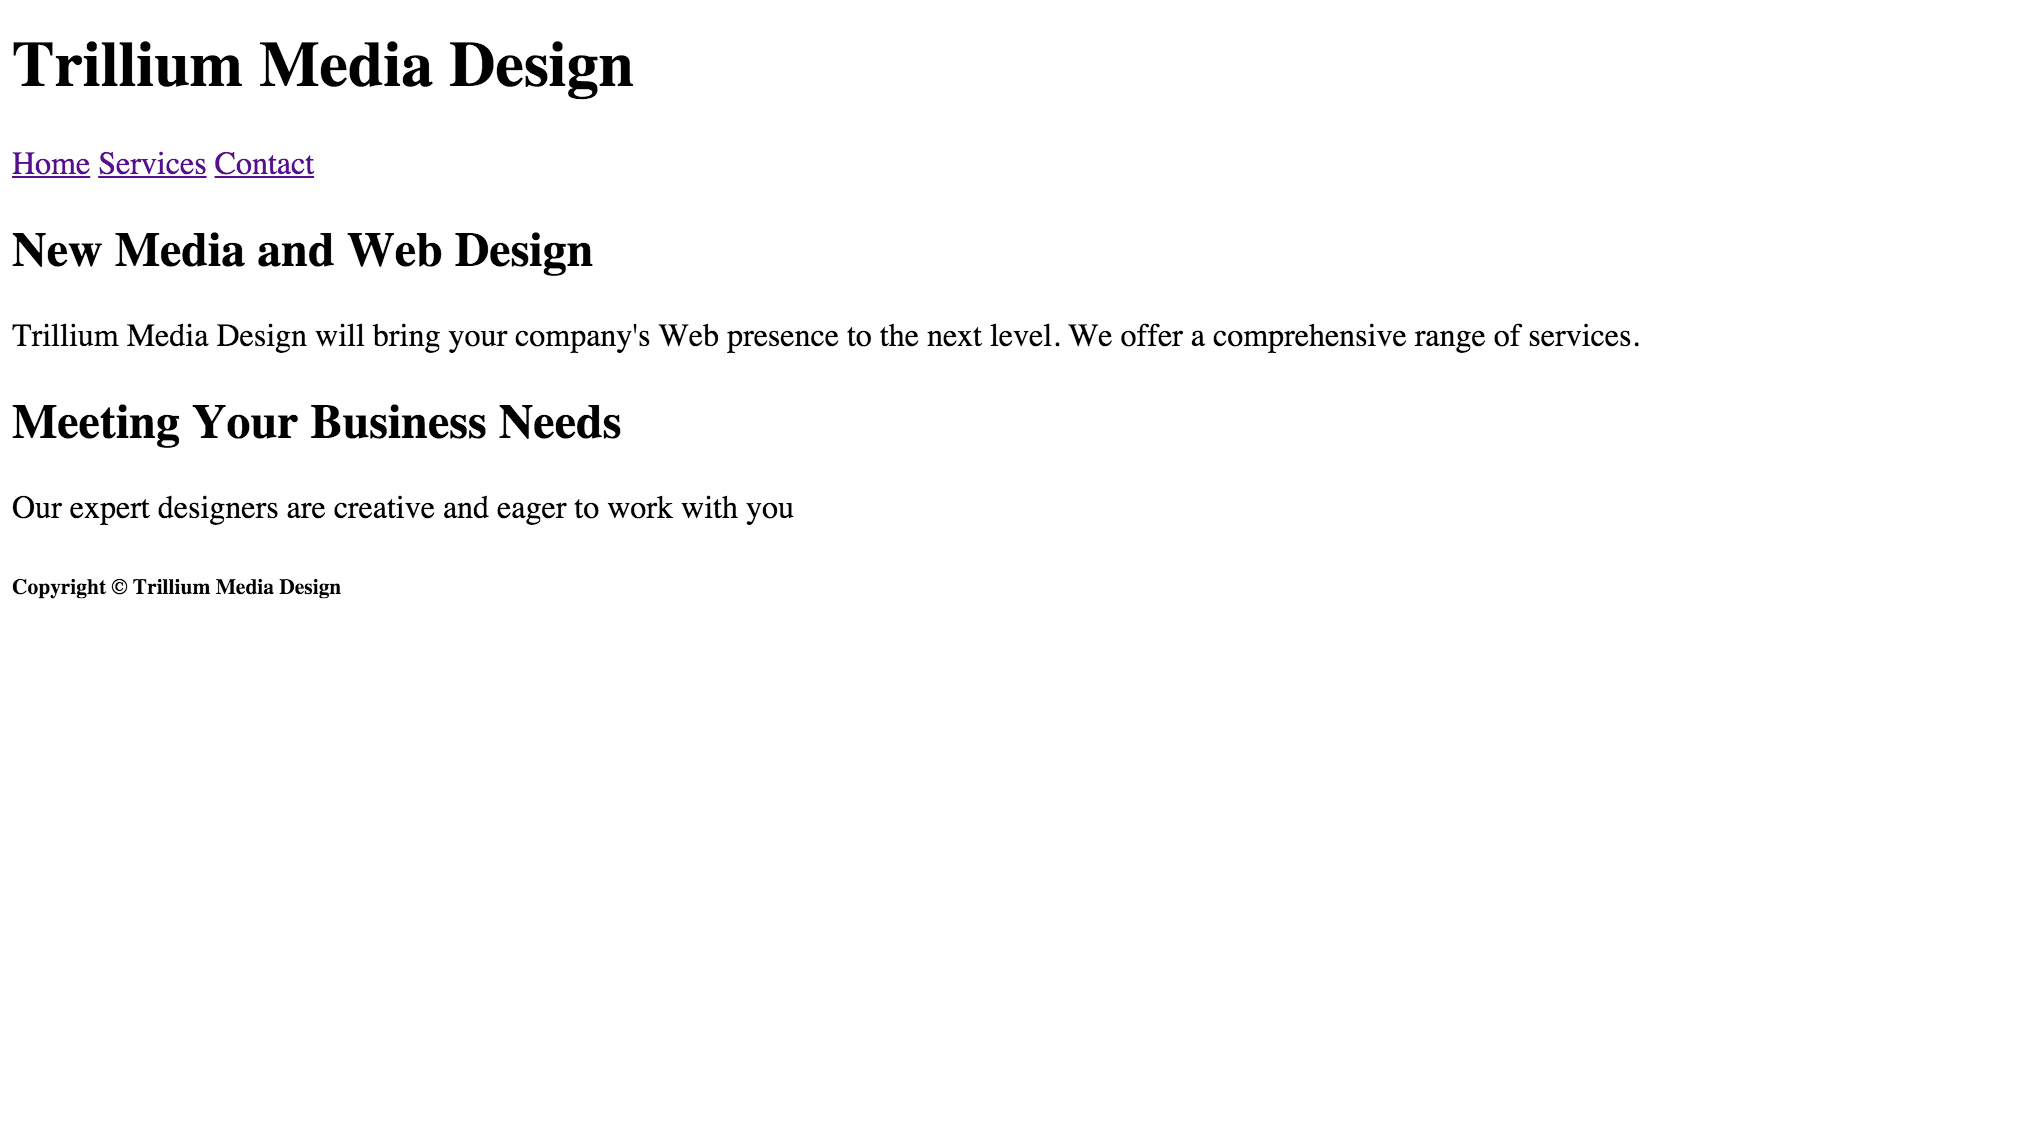 Trillium Media Design
Home Services Contact
New Media and Web Design
Trillium Media Design will bring your company's Web presence to the next level. We offer a comprehensive range of services.
Meeting Your Business Needs
Our expert designers are creative and eager to work with you
Copyright © Trillium Media Design